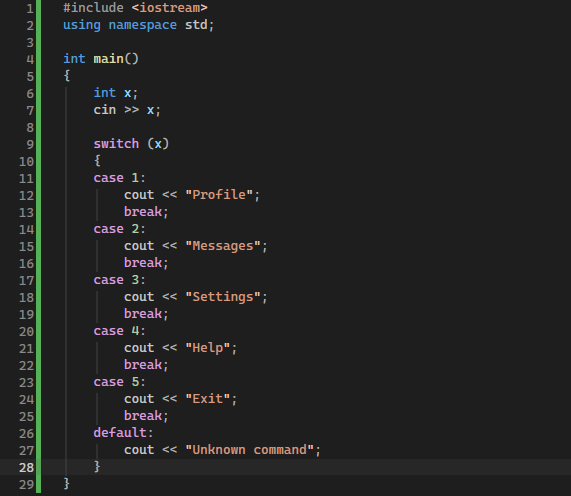 1 #include <iostream>
2 using namespace std;
3
4 int main()
5 {
6     int x;
7     cin >> x;
8
9     switch (x)
10     {
11     case 1:
12         cout << "Profile";
13         break;
14     case 2:
15         cout << "Messages";
16         break;
17     case 3:
18         cout << "Settings";
19         break;
20     case 4:
21         cout << "Help";
22         break;
23     case 5:
24         cout << "Exit";
25         break;
26     default:
27         cout << "Unknown command";
28     }
29 }